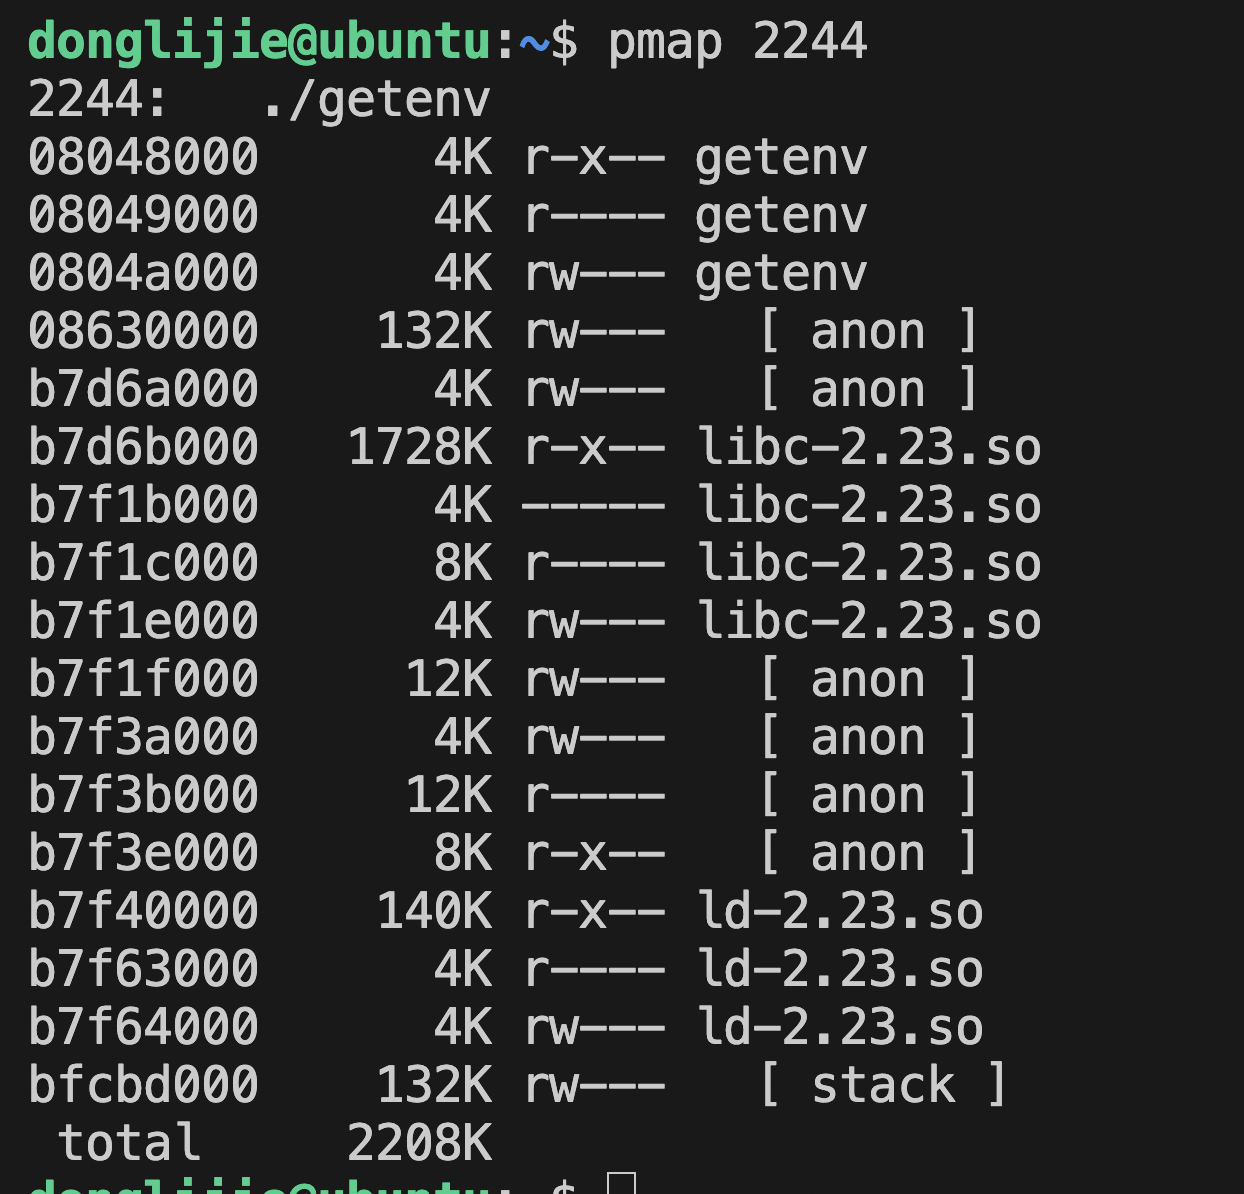 donglijie@ubuntu:~$ pmap 2244
2244:   ./getenv
08048000      4K r-x-- getenv
08049000      4K r---- getenv
0804a000      4K rw--- getenv
08630000    132K rw---   [ anon ]
b7d6a000      4K rw---   [ anon ]
b7d6b000   1728K r-x-- libc-2.23.so
b7f1b000      4K ----- libc-2.23.so
b7f1c000      8K r---- libc-2.23.so
b7f1e000      4K rw--- libc-2.23.so
b7f1f000     12K rw---   [ anon ]
b7f3a000      4K rw---   [ anon ]
b7f3b000     12K r----   [ anon ]
b7f3e000      8K r-x--   [ anon ]
b7f40000    140K r-x-- ld-2.23.so
b7f63000      4K r---- ld-2.23.so
b7f64000      4K rw--- ld-2.23.so
bfcbd000    132K rw---   [ stack ]
 total     2208K
donglijie@ubuntu:~$